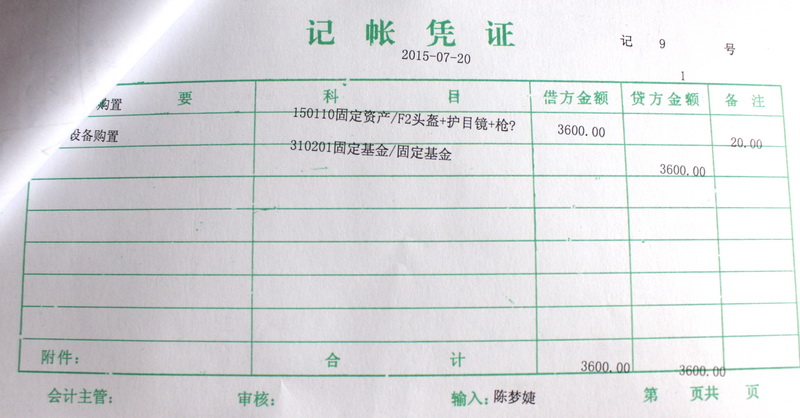 记帐凭证
2015-07-20
记 9 号
1
要 科 目 借方金额 贷方金额 备注
购置 150110固定资产/F2头盔+护目镜+枪? 3600.00 20.00
设备购置 310201固定基金/固定基金 3600.00
附件： 合 计 3600.00 3600.00
会计主管： 审核： 输入：陈梦婕 第 页共 页